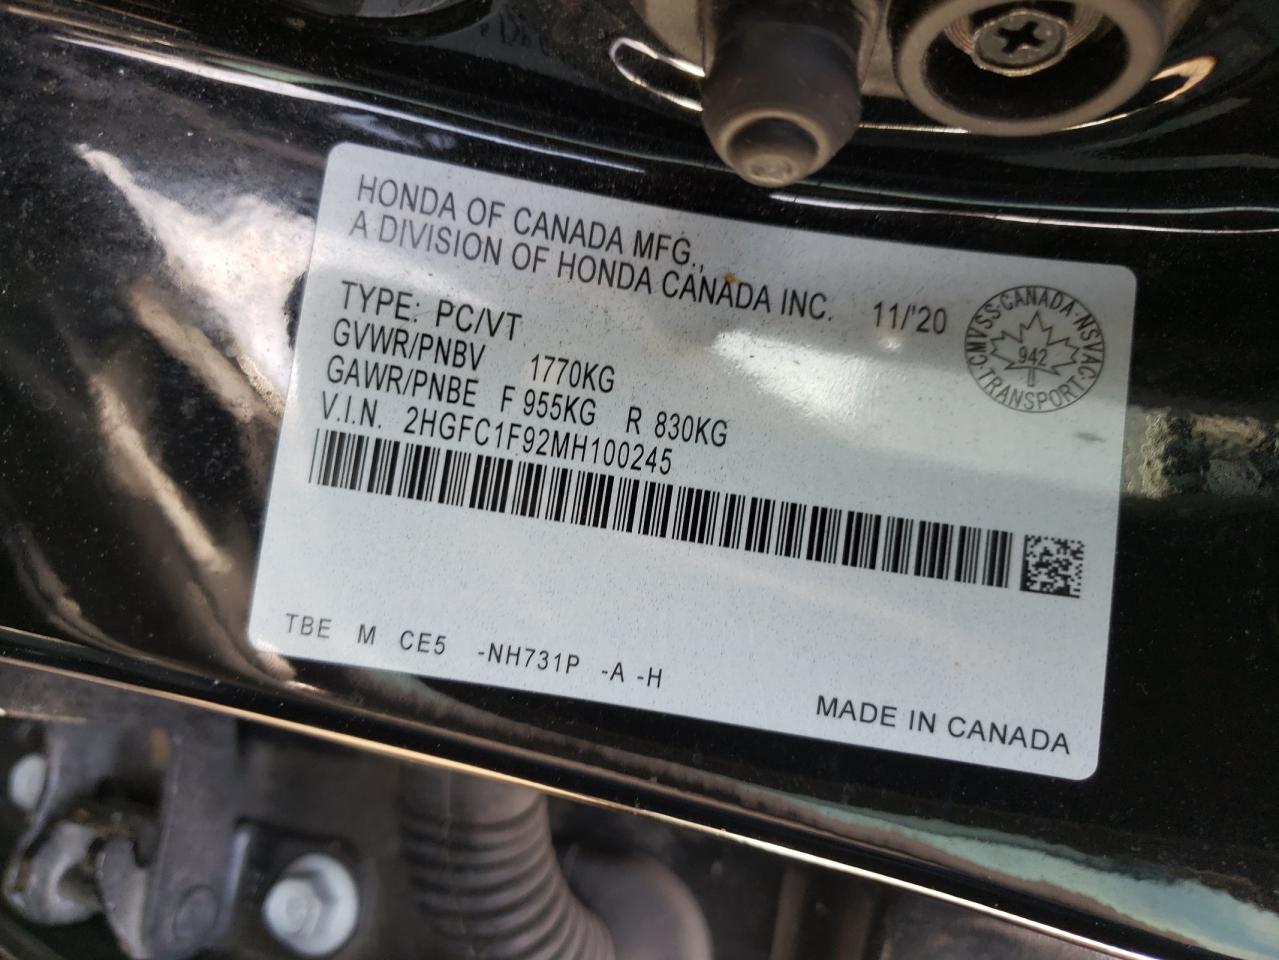 HONDA OF CANADA MFG.,
A DIVISION OF HONDA CANADA INC. 11/'20
TYPE: PC/VT
GVWR/PNBV 1770KG
GAWR/PNBE F 955KG R 830KG
V.I.N. 2HGFC1F92MH100245
CMVSS CANADA·NSVAC·
942
TRANSPORT·
TBE M CE5 -NH731P -A -H
MADE IN CANADA